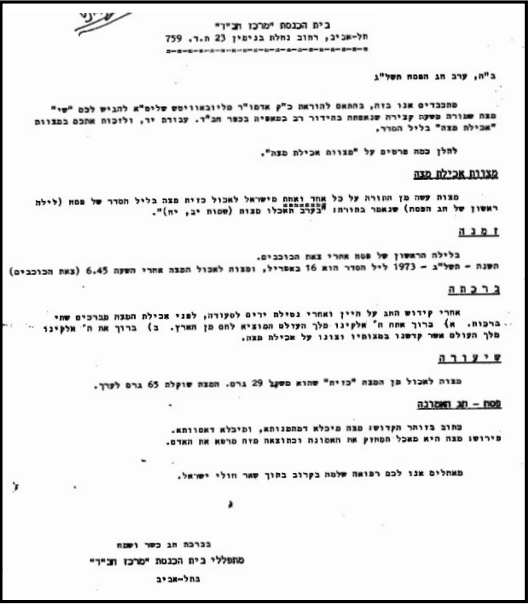 בית הכנסת "מרכז חב"ד"
תל-אביב, רחוב נחלת בנימין 23 ת.ד. 759
ב"ה, ערב חג הפסח תשל"ג
מתכבדים אנו בזה, בהתאם להוראת כ"ק אדמו"ר מליובאוויטש שליט"א להגיש לכם "שי"
מצה שמורה משעת קצירה שנאפתה בהידור רב במאפיה בכפר חב"ד. עבודת יד, ולזכות אתכם במצוות
"אכילת מצה" בליל הסדר.
להלן כמה פרטים על "מצוות אכילת מצה".
מצוות אכילת מצה
מצות עשה מן התורה על כל אחד ואחת מישראל לאכול כזית מצה בליל הסדר של פסח (לילה
ראשון של חג הפסח) שנאמר בתורה: "בערב תאכלו מצות (שמות יב, יח)".
זמנה
בלילה הראשון של פסח אחרי צאת הכוכבים.
השנה - תשל"ג - 1973 ליל הסדר הוא 16 באפריל, ומצוה לאכול המצה אחרי השעה 6.45 (צאת הכוכבים)
ברכתה
אחרי קידוש החג על היין ואחרי נטילת ידים לסעודה, לפני אכילת המצה מברכים שתי
ברכות. א) ברוך אתה ה' אלקינו מלך העולם המוציא לחם מן הארץ. ב) ברוך את ה' אלקינו
מלך העולם אשר קדשנו במצותיו וצונו על אכילת מצה.
שיעורה
מצוה לאכול מן המצה "כזית" שהוא משקל 29 גרם. המצה שוקלת 65 גרם לערך.
פסח - חג האמונה
כתוב בזוהר הקדוש: מצה מיכלא דמהמנותא, ומיכלא דאסוותא.
פירוש: מצה היא מאכל המחזק את האמונה וכתוצאה מזה מרפא את האדם.
מאחלים אנו לכם רפואה שלמה בקרוב בתוך שאר חולי ישראל.
בברכת חג כשר ושמח
מתפללי בית הכנסת "מרכז חב"ד"
בתל-אביב